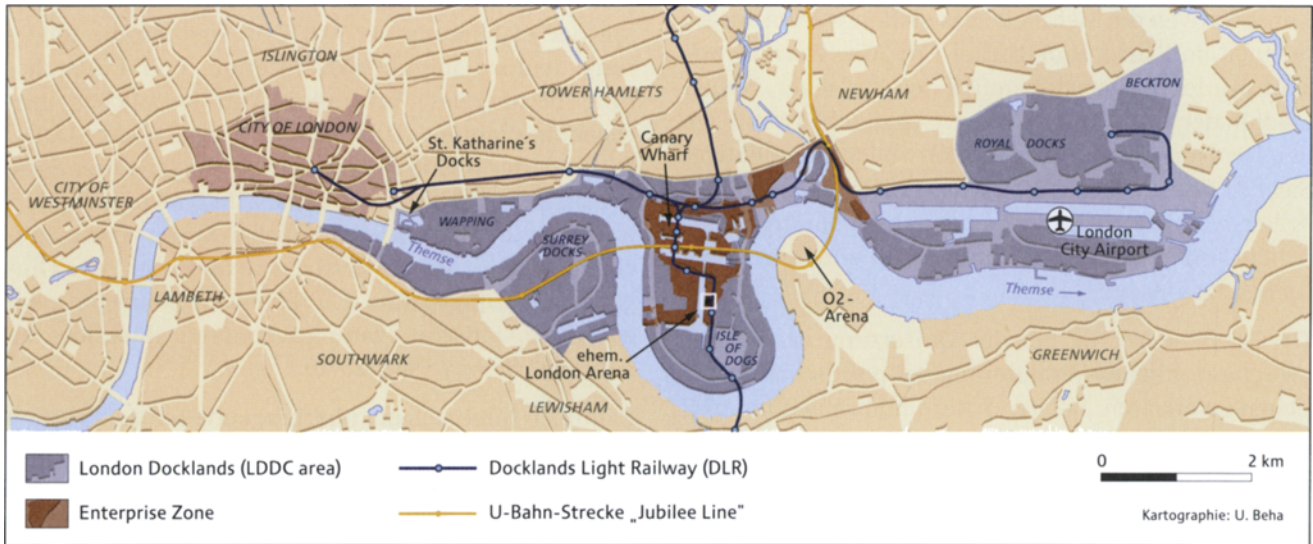 ISLINGTON
TOWER HAMLETS
NEWHAM
BECKTON
CITY OF LONDON
St. Katharine's
Docks
Canary
Wharf
ROYAL DOCKS
CITY OF
WESTMINSTER
WAPPING
SURREY
DOCKS
Themse
London
City Airport
LAMBETH
O2-
Arena
Themse
SOUTHWARK
ehem.
London Arena
ISLE
OF
DOGS
GREENWICH
LEWISHAM
London Docklands (LDDC area)
Docklands Light Railway (DLR)
0 2 km
Enterprise Zone
U-Bahn-Strecke „Jubilee Line"
Kartographie: U. Beha